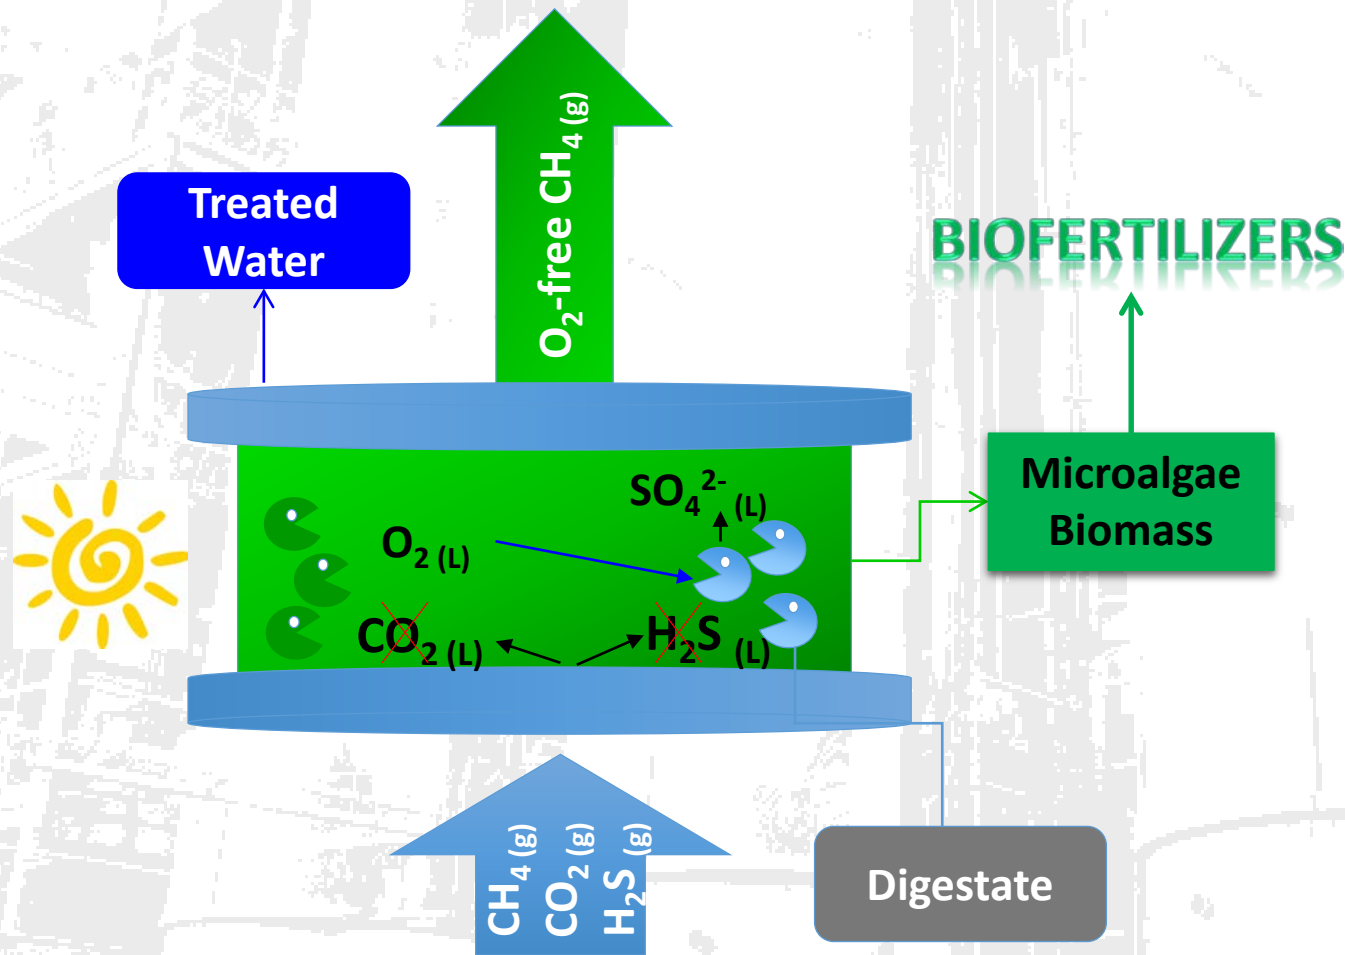 O₂-free CH₄ (g)
Treated
Water
BIOFERTILIZERS
Microalgae
Biomass
SO₄²⁻ (L)
O₂ (L)
CO₂ (L)
H₂S (L)
CH₄ (g)
CO₂ (g)
H₂S (g)
Digestate